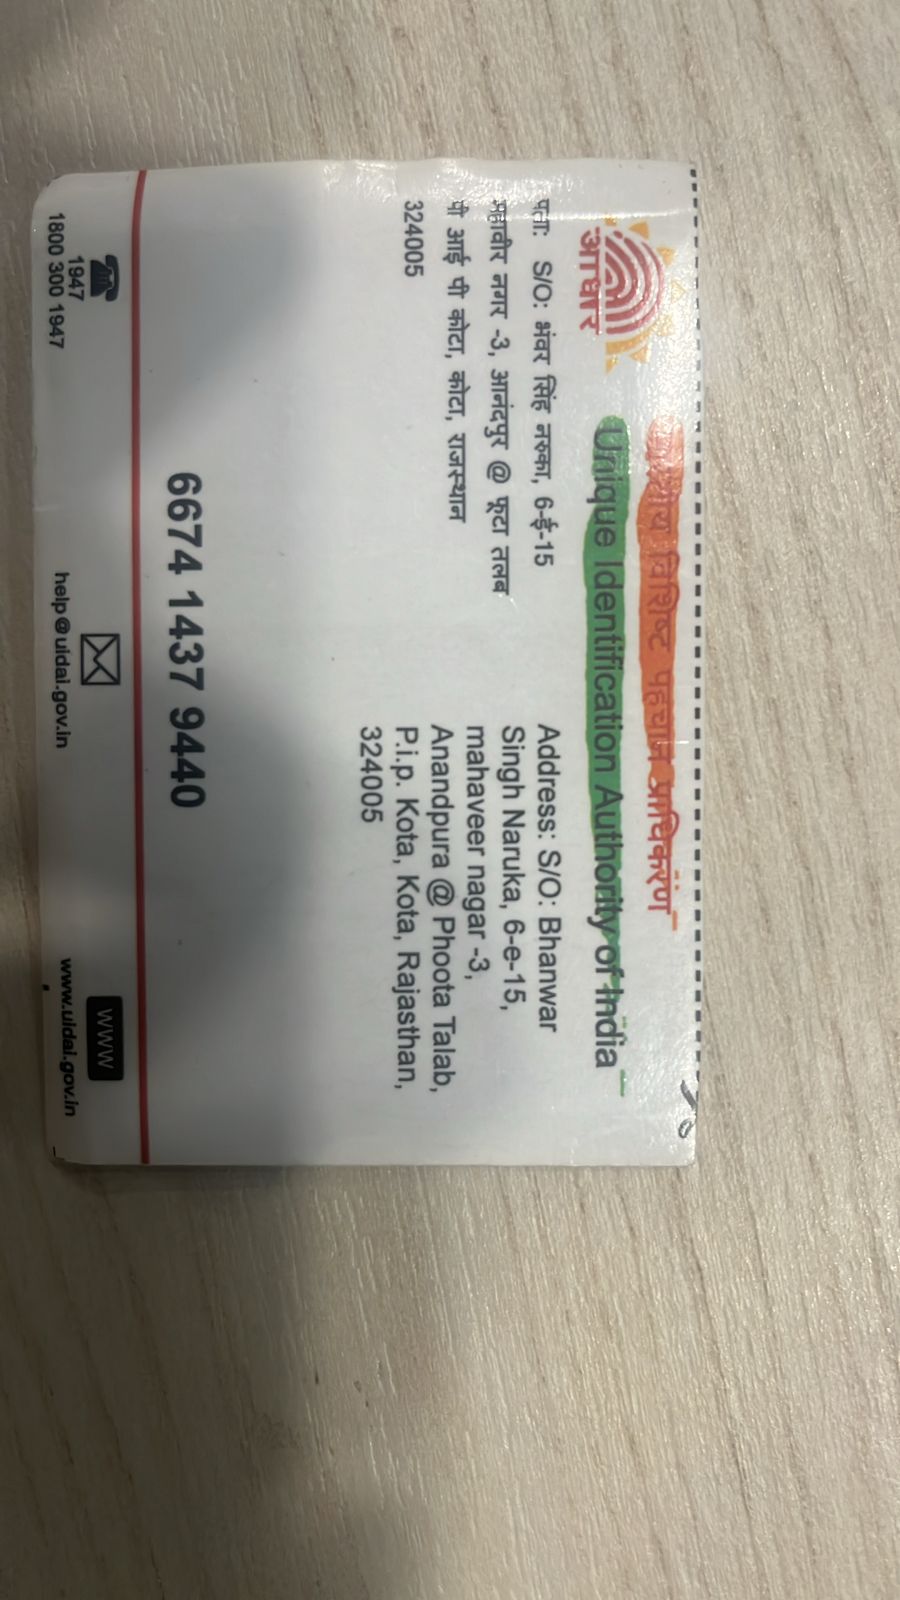 भारतीय विशिष्ट पहचान प्राधिकरण
Unique Identification Authority of India
आधार
पता: S/O: भंवर सिंह नरुका, 6-ई-15
महावीर नगर -3, आनंदपुर @ फूटा तलब
पी आई पी कोटा, कोटा, राजस्थान
324005
Address: S/O: Bhanwar
Singh Naruka, 6-e-15,
mahaveer nagar -3,
Anandpura @ Phoota Talab,
P.i.p. Kota, Kota, Rajasthan,
324005
6674 1437 9440
1947
1800 300 1947
help@uidai.gov.in
www
www.uidai.gov.in